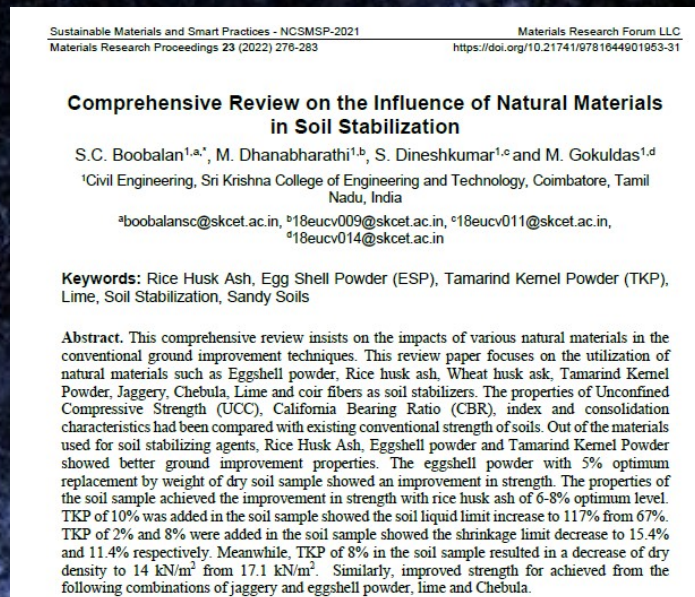 Sustainable Materials and Smart Practices - NCSMSP-2021 Materials Research Forum LLC
Materials Research Proceedings 23 (2022) 276-283 https://doi.org/10.21741/9781644901953-31
Comprehensive Review on the Influence of Natural Materials
in Soil Stabilization
S.C. Boobalan1,a,*, M. Dhanabharathi1,b, S. Dineshkumar1,c and M. Gokuldas1,d
1Civil Engineering, Sri Krishna College of Engineering and Technology, Coimbatore, Tamil
Nadu, India
aboobalansc@skcet.ac.in, b18eucv009@skcet.ac.in, c18eucv011@skcet.ac.in,
d18eucv014@skcet.ac.in
Keywords: Rice Husk Ash, Egg Shell Powder (ESP), Tamarind Kernel Powder (TKP),
Lime, Soil Stabilization, Sandy Soils
Abstract. This comprehensive review insists on the impacts of various natural materials in the
conventional ground improvement techniques. This review paper focuses on the utilization of
natural materials such as Eggshell powder, Rice husk ash, Wheat husk ask, Tamarind Kernel
Powder, Jaggery, Chebula, Lime and coir fibers as soil stabilizers. The properties of Unconfined
Compressive Strength (UCC), California Bearing Ratio (CBR), index and consolidation
characteristics had been compared with existing conventional strength of soils. Out of the materials
used for soil stabilizing agents, Rice Husk Ash, Eggshell powder and Tamarind Kernel Powder
showed better ground improvement properties. The eggshell powder with 5% optimum
replacement by weight of dry soil sample showed an improvement in strength. The properties of
the soil sample achieved the improvement in strength with rice husk ash of 6-8% optimum level.
TKP of 10% was added in the soil sample showed the soil liquid limit increase to 117% from 67%.
TKP of 2% and 8% were added in the soil sample showed the shrinkage limit decrease to 15.4%
and 11.4% respectively. Meanwhile, TKP of 8% in the soil sample resulted in a decrease of dry
density to 14 kN/m2 from 17.1 kN/m2. Similarly, improved strength for achieved from the
following combinations of jaggery and eggshell powder, lime and Chebula.